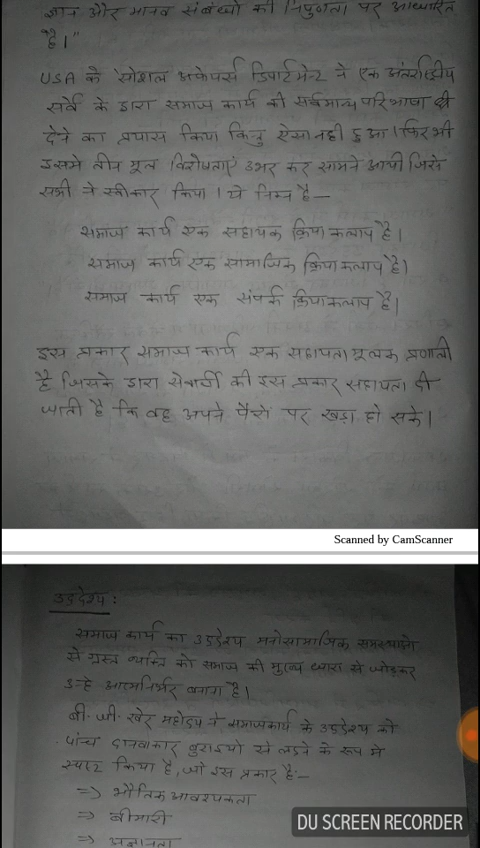 ज्ञान और मानव संबंधो की निपुणता पर आधारित
है।"
USA के सोशल अफेयर्स डिपार्टमेन्ट ने एक अंतर्राष्ट्रीय
सर्वे के द्वारा समाज कार्य की सर्वमान्य परिभाषा
देने का प्रयास किया किन्तु ऐसा नही हुआ। फिर भी
इसमे तीन मूल विशेषताएं उभर कर सामने आयी जिसे
सभी ने स्वीकार किया। ये निम्न है —
समाज कार्य एक सहायक क्रियाकलाप है।
समाज कार्य एक सामाजिक क्रियाकलाप है।
समाज कार्य एक संपर्क क्रियाकलाप है।
इस प्रकार समाज कार्य एक सहायता मूलक प्रणाली
है जिसके द्वारा सेवार्थी की इस प्रकार सहायता की
जाती है कि वह अपने पैरो पर खड़ा हो सके।
Scanned by CamScanner
उद्देश्य :
समाज कार्य का उद्देश्य मनोसामाजिक समस्याओ
से ग्रस्त व्यक्ति को समाज की मुख्य धारा से जोड़कर
उन्हे आत्मनिर्भर बनाना है।
बी. जी. खेर महोदय ने समाजकार्य के उद्देश्य को
पांच दानवाकार बुराइयो से लडने के रूप मे
स्पष्ट किया है, जो इस प्रकार है:—
=> भौतिक आवश्यकता
=> बीमारी
=> अज्ञानता
DU SCREEN RECORDER